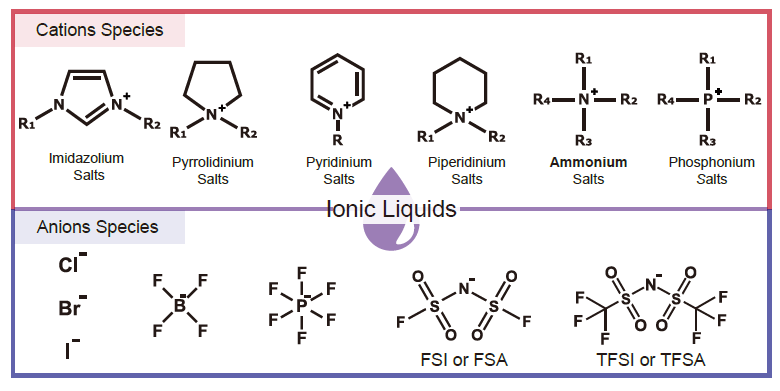 Cations Species
N N+ R1 R2
N+ R1 R2
N+ R
N+ R1 R2
R1 R4 N+ R2 R3
R1 R4 P+ R2 R3
Imidazolium
Salts
Pyrrolidinium
Salts
Pyridinium
Salts
Piperidinium
Salts
Ammonium
Salts
Phosphonium
Salts
Ionic Liquids
Anions Species
Cl-
Br-
I-
F F B- F F
F F F P- F F F
O O N- S S F O O F
O O N- F S S F F O O F F F
FSI or FSA
TFSI or TFSA